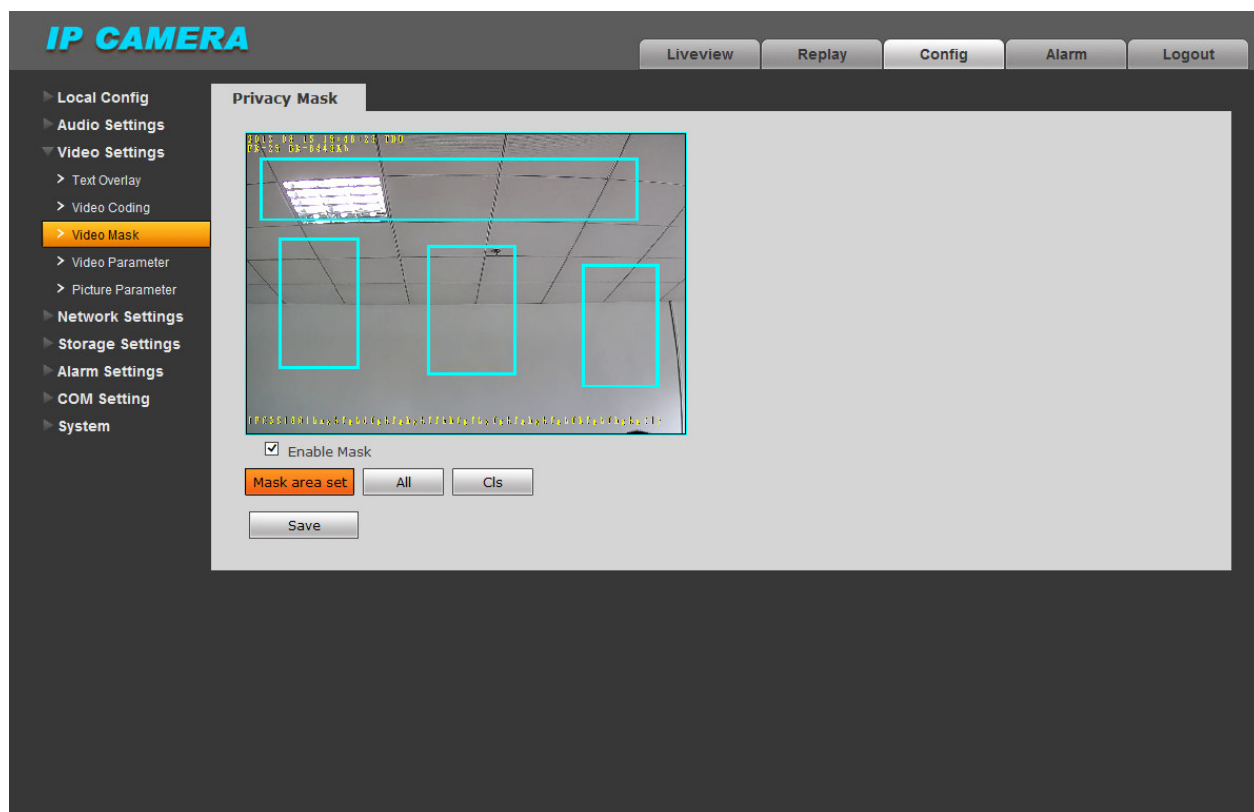 IP CAMERA
Liveview Replay Config Alarm Logout
Local Config
Audio Settings
Video Settings
> Text Overlay
> Video Coding
> Video Mask
> Video Parameter
> Picture Parameter
Network Settings
Storage Settings
Alarm Settings
COM Setting
System
Privacy Mask
Enable Mask
Mask area set All Cls
Save